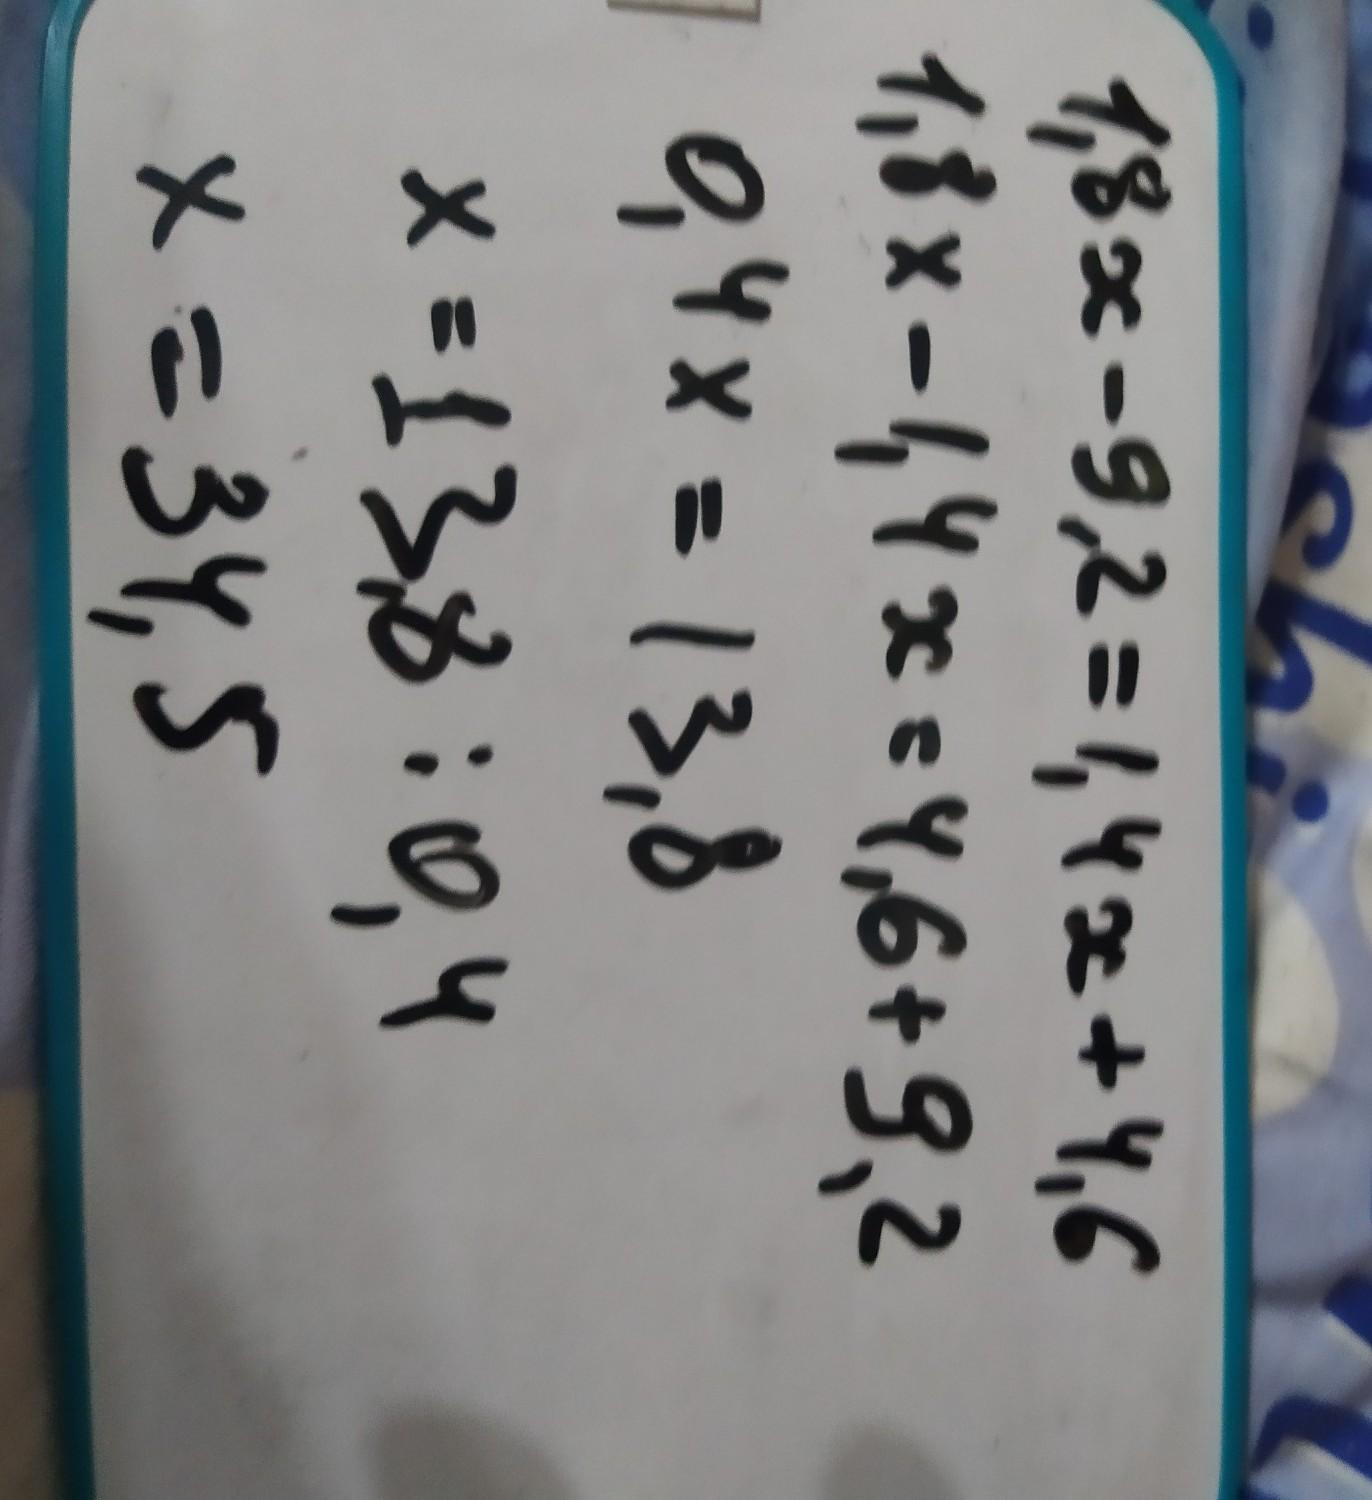 1,8x-9,2=1,4x+4,6
1,8x-1,4x=4,6+9,2
0,4x=13,8
x=13,8:0,4
x=34,5